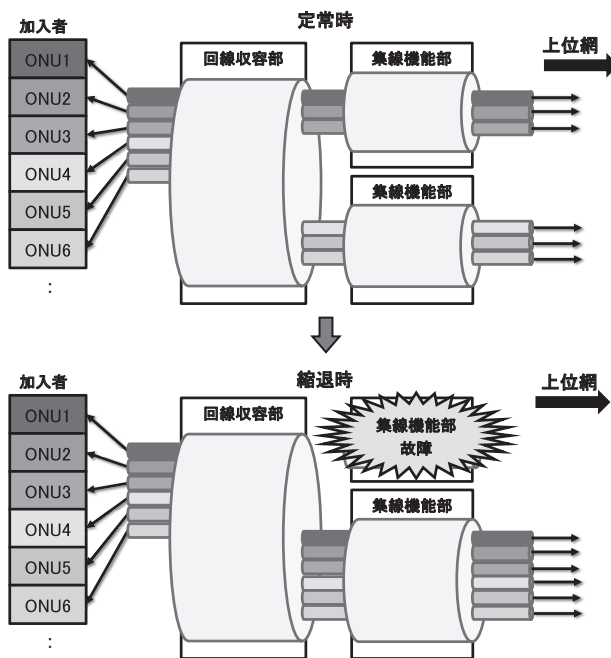 定常時
加入者
回線収容部
集線機能部
上位網
ONU1
ONU2
ONU3
ONU4
ONU5
ONU6
:
集線機能部
縮退時
加入者
回線収容部
集線機能部
故障
上位網
ONU1
ONU2
ONU3
ONU4
ONU5
ONU6
:
集線機能部